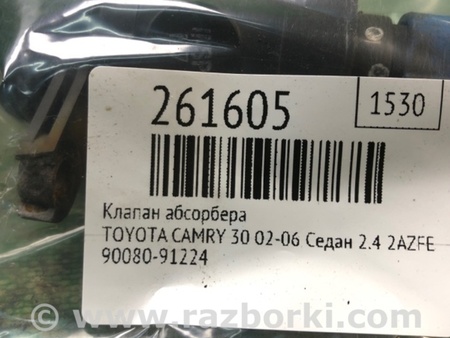 261605
1530
Клапан абсорбера
TOYOTA CAMRY 30 02-06 Седан 2.4 2AZFE
90080-91224
www.razborki.com